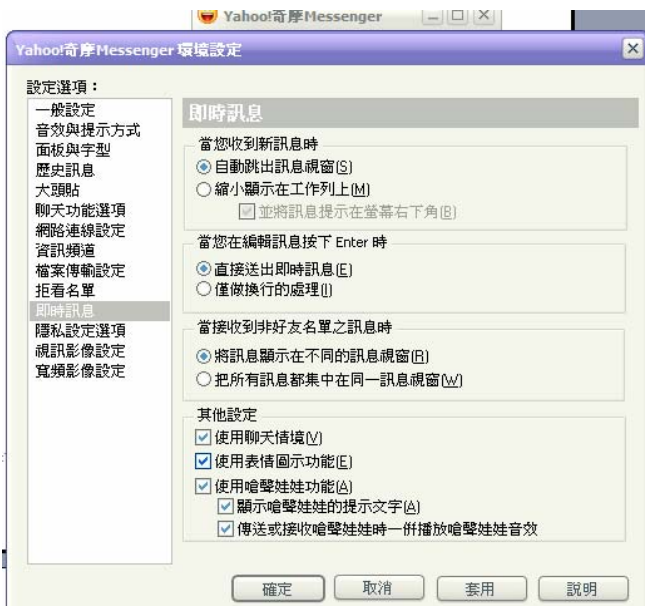 Yahoo!奇摩Messenger
Yahoo!奇摩Messenger 環境設定
設定選項：
一般設定
音效與提示方式
面板與字型
歷史訊息
大頭貼
聊天功能選項
網路連線設定
資訊頻道
檔案傳輸設定
拒看名單
即時訊息
隱私設定選項
視訊影像設定
寬頻影像設定
即時訊息
當您收到新訊息時
自動跳出訊息視窗(S)
縮小顯示在工作列上(M)
並將訊息提示在螢幕右下角(B)
當您在編輯訊息按下 Enter 時
直接送出即時訊息(E)
僅做換行的處理(I)
當接收到非好友名單之訊息時
將訊息顯示在不同的訊息視窗(R)
把所有訊息都集中在同一訊息視窗(W)
其他設定
使用聊天情境(V)
使用表情圖示功能(E)
使用嗆聲娃娃功能(A)
顯示嗆聲娃娃的提示文字(A)
傳送或接收嗆聲娃娃時一併播放嗆聲娃娃音效
確定
取消
套用
說明